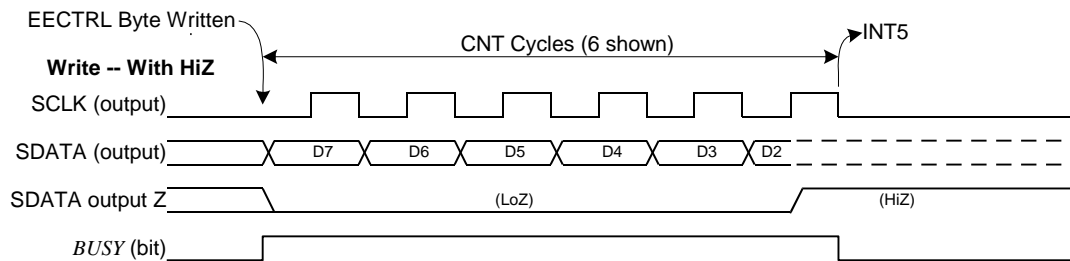 EECTRL Byte Written
CNT Cycles (6 shown)
INT5
Write -- With HiZ
SCLK (output)
SDATA (output)
D7 D6 D5 D4 D3 D2
SDATA output Z
(LoZ)
(HiZ)
BUSY (bit)